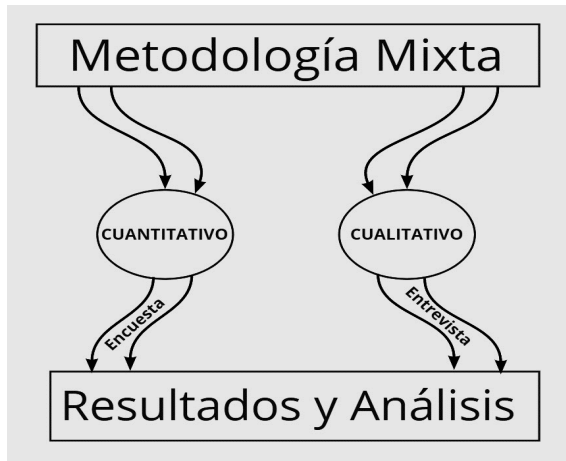 Metodología Mixta
CUANTITATIVO
CUALITATIVO
Encuesta
Entrevista
Resultados y Análisis